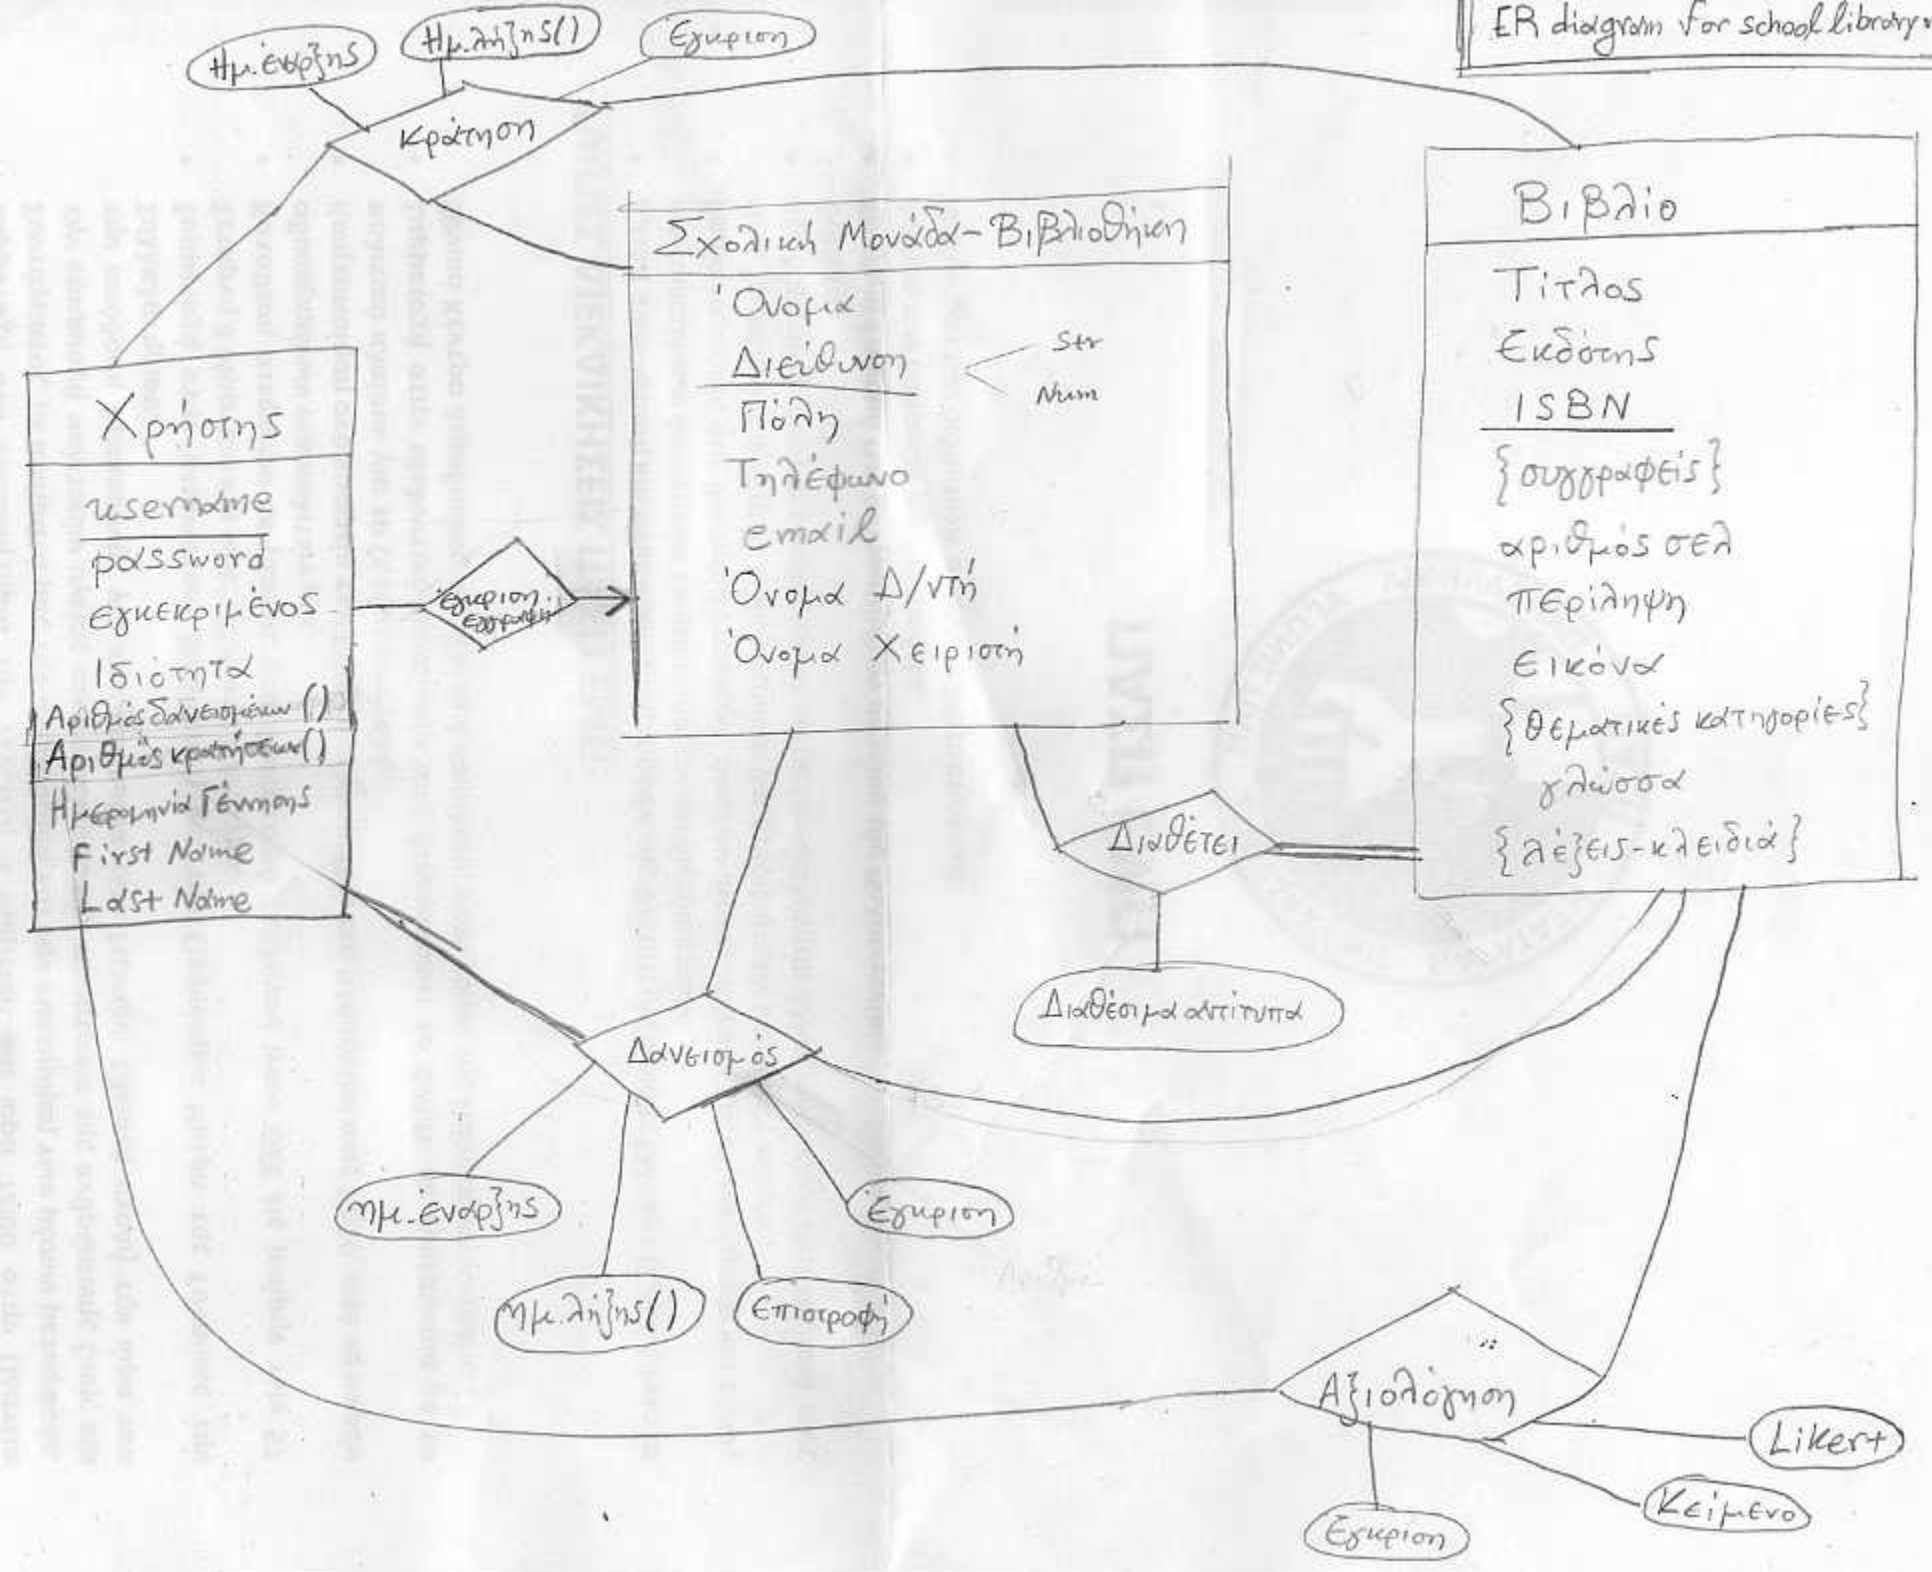 ER diagram for school library
Ημ. έναρξης
Ημ. λήξης()
Έγκριση
Κράτηση
Σχολική Μονάδα-Βιβλιοθήκη
Όνομα
Διεύθυνση
Str
Num
Πόλη
Τηλέφωνο
email
Όνομα Δ/ντή
Όνομα Χειριστή
Βιβλίο
Τίτλος
Εκδότης
ISBN
{συγγραφείς}
αριθμός σελ
περίληψη
εικόνα
{θεματικές κατηγορίες}
γλώσσα
{λέξεις-κλειδιά}
Χρήστης
username
password
εγκεκριμένος
Ιδιότητα
Αριθμός δανεισμένων ()
Αριθμός κρατήσεων()
Ημερομηνία Γέννησης
First Name
Last Name
έγκριση
εγγραφής
Διαθέτει
Διαθέσιμα αντίτυπα
Δανεισμός
ημ. έναρξης
ημ. λήξης()
Επιστροφή
Έγκριση
Αξιολόγηση
Likert
Κείμενο
Έγκριση